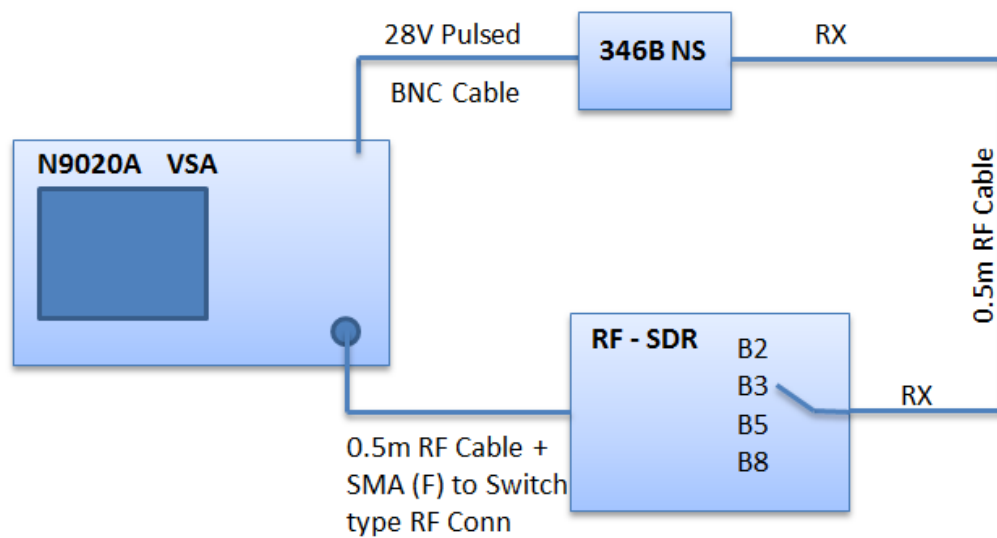 28V Pulsed
346B NS
RX
BNC Cable
N9020A VSA
0.5m RF Cable
RF - SDR
B2
B3
B5
B8
RX
0.5m RF Cable +
SMA (F) to Switch
type RF Conn